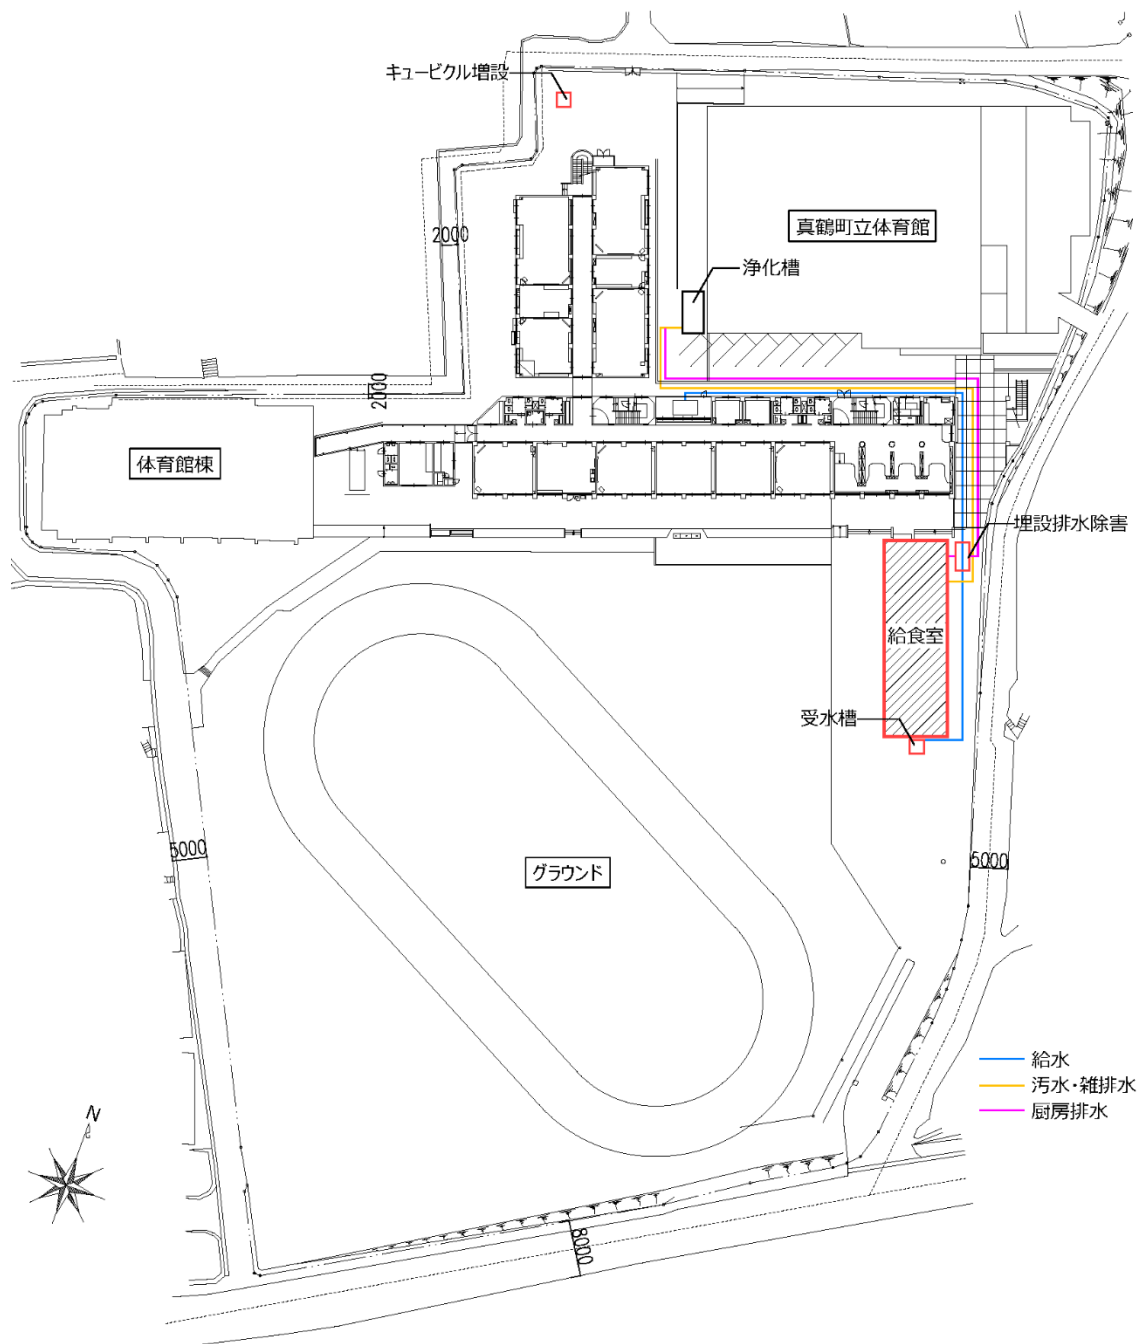 キュービクル増設
真鶴町立体育館
2000
浄化槽
2000
体育館棟
埋設排水除害
給食室
受水槽
5000
グラウンド
5000
給水
汚水・雑排水
厨房排水
N
8000